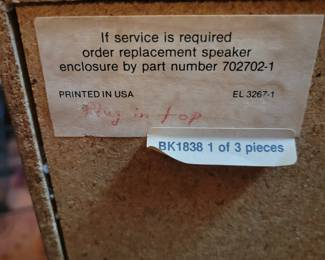 If service is required
order replacement speaker
enclosure by part number 702702-1
PRINTED IN USA EL 3267-1
Plug in top
BK1838 1 of 3 pieces